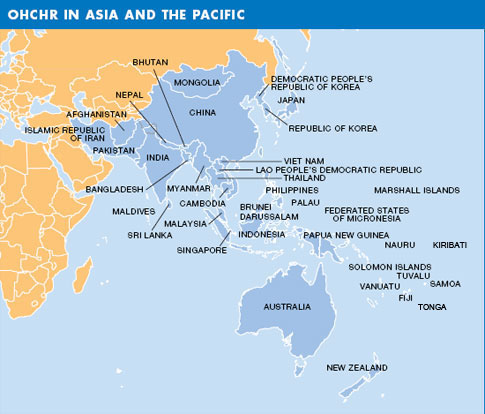 OHCHR IN ASIA AND THE PACIFIC
BHUTAN
MONGOLIA
DEMOCRATIC PEOPLE'S
REPUBLIC OF KOREA
NEPAL
JAPAN
CHINA
AFGHANISTAN
REPUBLIC OF KOREA
ISLAMIC REPUBLIC
OF IRAN
PAKISTAN
INDIA
VIET NAM
LAO PEOPLE'S DEMOCRATIC REPUBLIC
THAILAND
BANGLADESH
MYANMAR
PHILIPPINES
MARSHALL ISLANDS
CAMBODIA
PALAU
MALDIVES
BRUNEI
DARUSSALAM
FEDERATED STATES
OF MICRONESIA
MALAYSIA
SRI LANKA
INDONESIA
PAPUA NEW GUINEA
SINGAPORE
NAURU
KIRIBATI
SOLOMON ISLANDS
TUVALU
VANUATU
SAMOA
FIJI
TONGA
AUSTRALIA
NEW ZEALAND